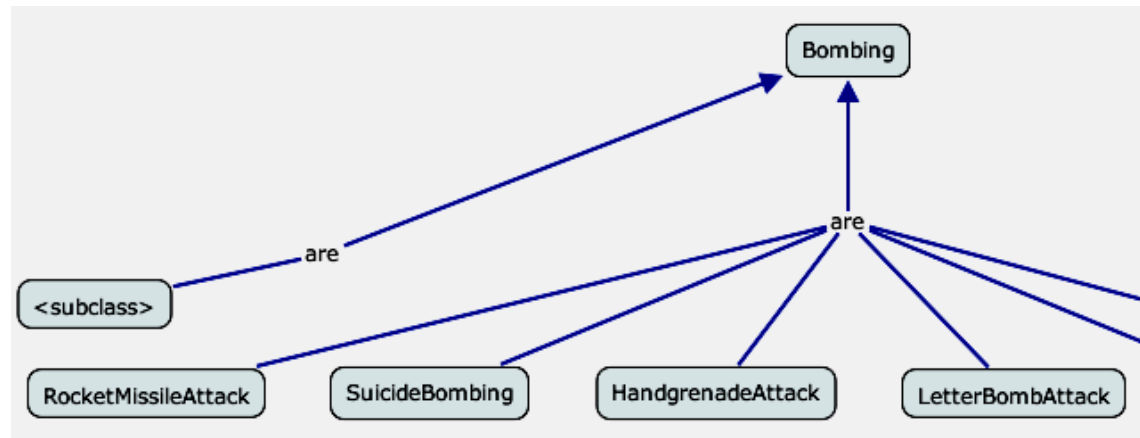 Bombing
are
are
<subclass>
RocketMissileAttack
SuicideBombing
HandgrenadeAttack
LetterBombAttack